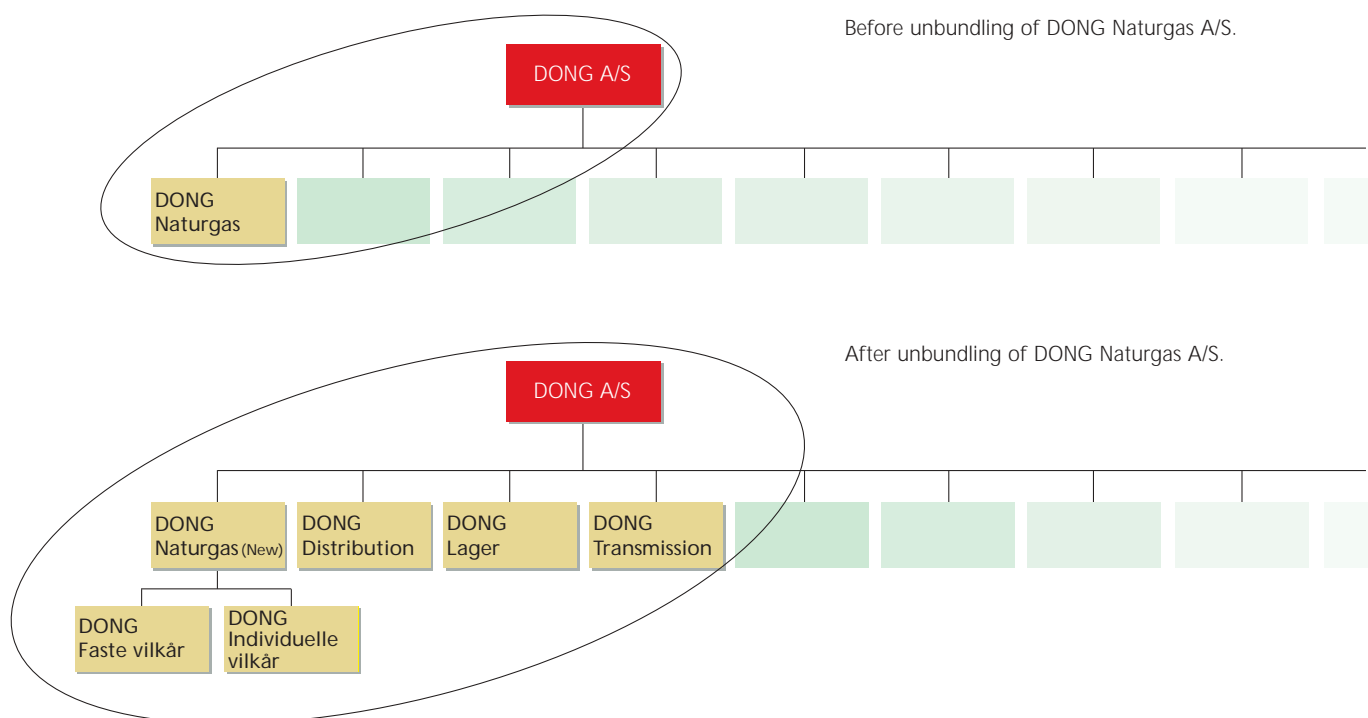 Before unbundling of DONG Naturgas A/S.
DONG A/S
DONG
Naturgas
After unbundling of DONG Naturgas A/S.
DONG A/S
DONG
Naturgas (New)
DONG
Distribution
DONG
Lager
DONG
Transmission
DONG
Faste vilkår
DONG
Individuelle
vilkår